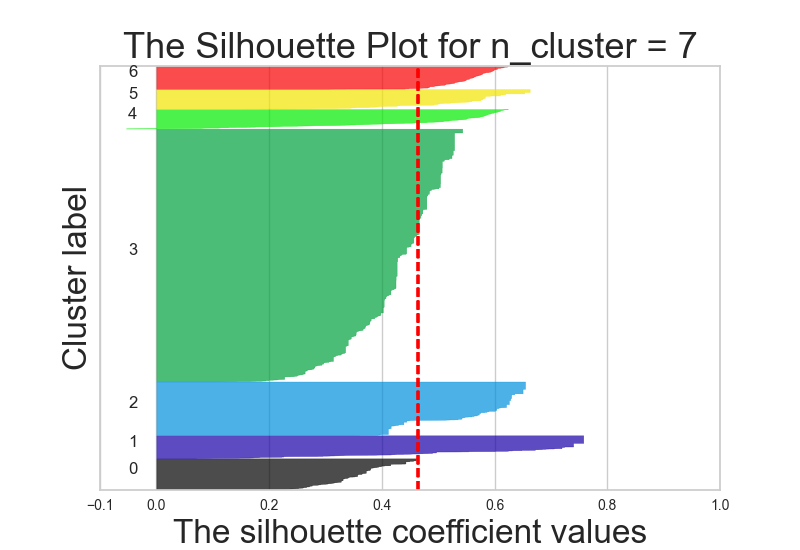 The Silhouette Plot for n_cluster = 7
6
5
4
3
2
1
0
Cluster label
−0.1 0.0 0.2 0.4 0.6 0.8 1.0
The silhouette coefficient values